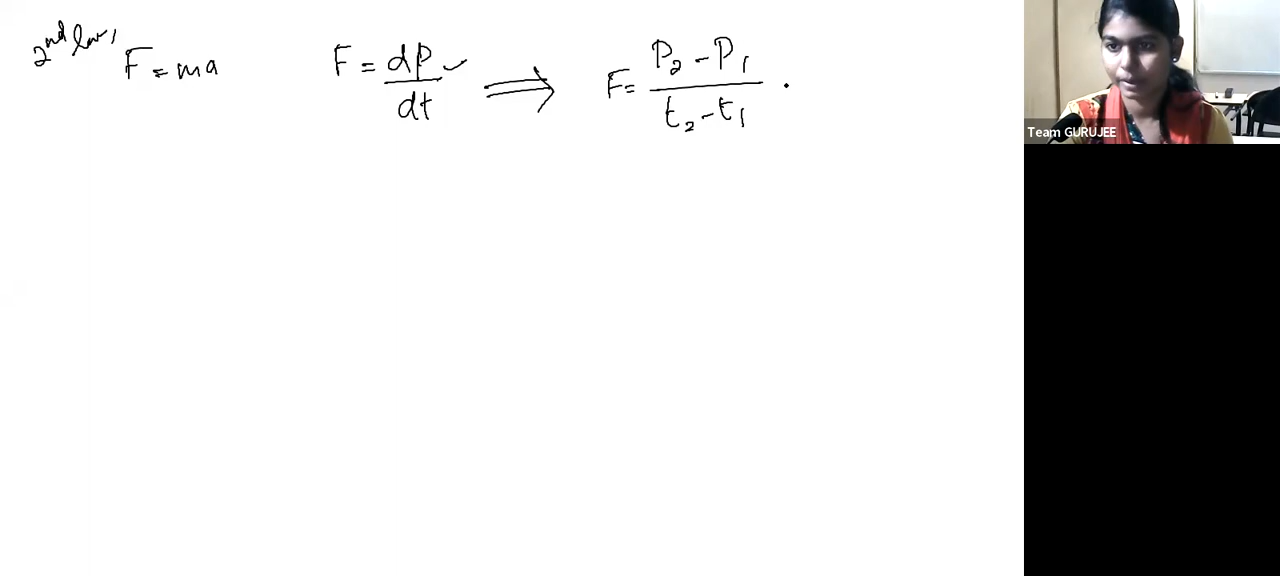 2nd law,
F = ma
F = dp/dt ⟹ F = P₂ - P₁ / t₂ - t₁ .
Team GURUJEE